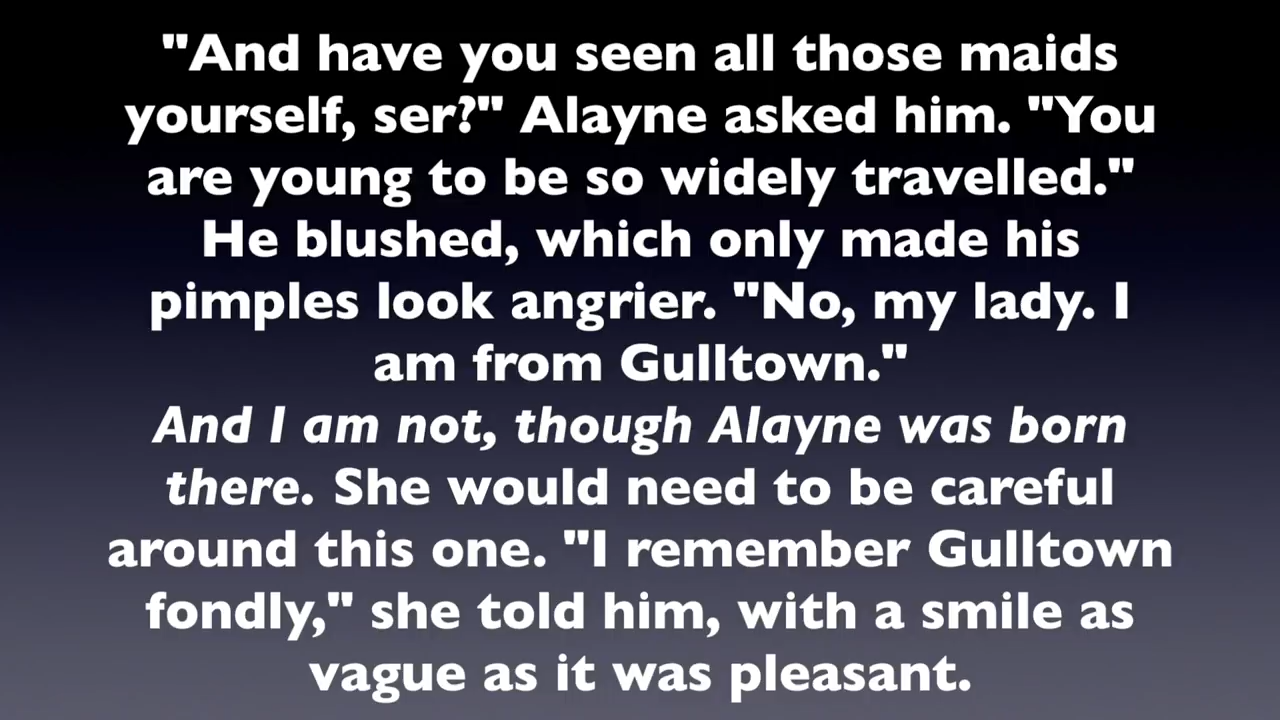 "And have you seen all those maids
yourself, ser?" Alayne asked him. "You
are young to be so widely travelled."
He blushed, which only made his
pimples look angrier. "No, my lady. I
am from Gulltown."
And I am not, though Alayne was born
there. She would need to be careful
around this one. "I remember Gulltown
fondly," she told him, with a smile as
vague as it was pleasant.